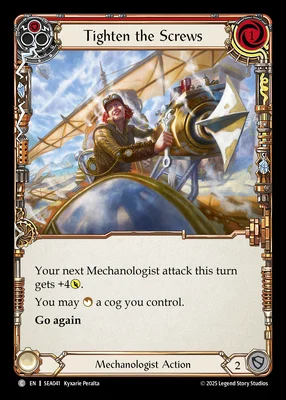 1
Tighten the Screws
Your next Mechanologist attack this turn
gets +4.
You may a cog you control.
Go again
Mechanologist Action
2
C EN SEA041 Kyxarie Peralta
© 2025 Legend Story Studios